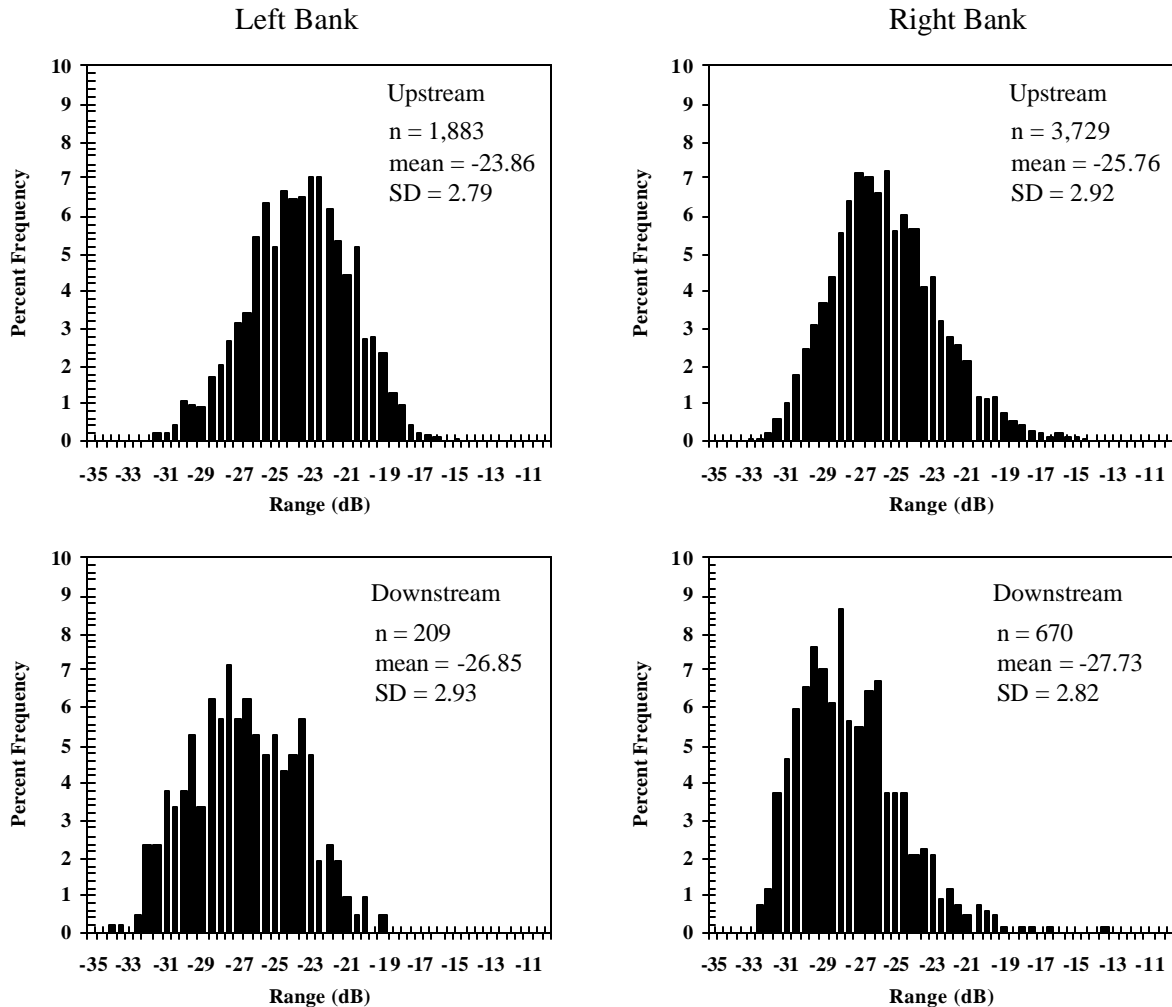 Left Bank
Right Bank
10
9
8
7
6
5
4
3
2
1
0
Percent Frequency
Upstream
n = 1,883
mean = -23.86
SD = 2.79
-35 -33 -31 -29 -27 -25 -23 -21 -19 -17 -15 -13 -11
Range (dB)
10
9
8
7
6
5
4
3
2
1
0
Percent Frequency
Upstream
n = 3,729
mean = -25.76
SD = 2.92
-35 -33 -31 -29 -27 -25 -23 -21 -19 -17 -15 -13 -11
Range (dB)
10
9
8
7
6
5
4
3
2
1
0
Percent Frequency
Downstream
n = 209
mean = -26.85
SD = 2.93
-35 -33 -31 -29 -27 -25 -23 -21 -19 -17 -15 -13 -11
Range (dB)
10
9
8
7
6
5
4
3
2
1
0
Percent Frequency
Downstream
n = 670
mean = -27.73
SD = 2.82
-35 -33 -31 -29 -27 -25 -23 -21 -19 -17 -15 -13 -11
Range (dB)